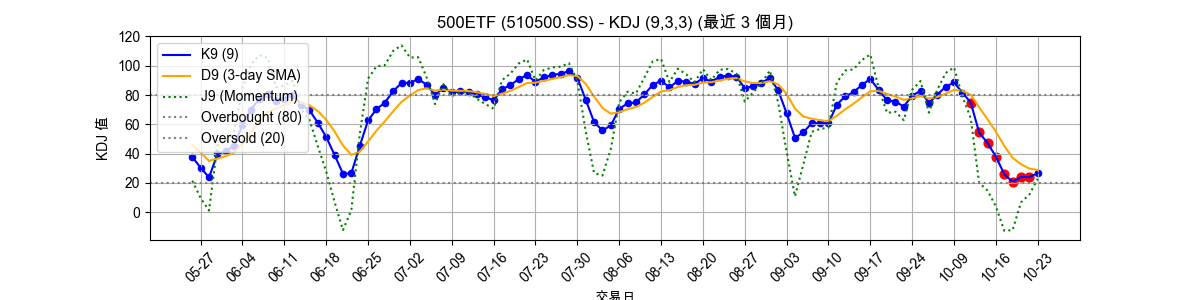 500ETF (510500.SS) - KDJ (9,3,3) (最近 3 個月)
KDJ 值
120
100
80
60
40
20
0
K9 (9)
D9 (3-day SMA)
J9 (Momentum)
Overbought (80)
Oversold (20)
05-27 06-04 06-11 06-18 06-25 07-02 07-09 07-16 07-23 07-30 08-06 08-13 08-20 08-27 09-03 09-10 09-17 09-24 10-09 10-16 10-23
交易日